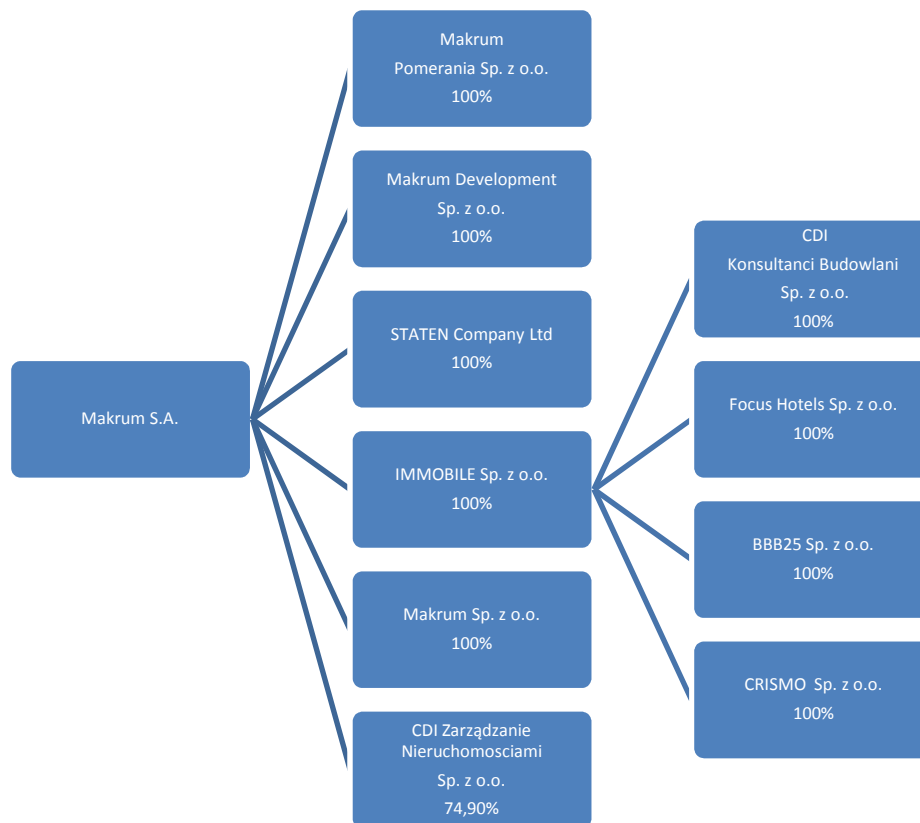 Makrum S.A.
Makrum
Pomerania Sp. z o.o.
100%
Makrum Development
Sp. z o.o.
100%
STATEN Company Ltd
100%
IMMOBILE Sp. z o.o.
100%
Makrum Sp. z o.o.
100%
CDI Zarządzanie
Nieruchomosciami
Sp. z o.o.
74,90%
CDI
Konsultanci Budowlani
Sp. z o.o.
100%
Focus Hotels Sp. z o.o.
100%
BBB25 Sp. z o.o.
100%
CRISMO Sp. z o.o.
100%